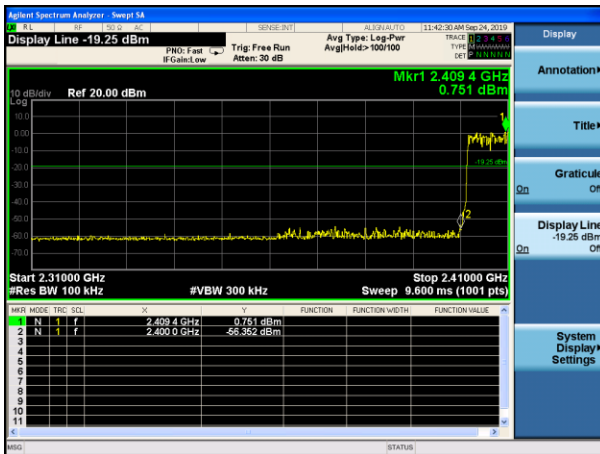 Agilent Spectrum Analyzer - Swept SA
RL RF 50 Ω AC SENSE:INT ALIGN AUTO 11:42:30 AM Sep 24, 2019
Display Line -19.25 dBm
PNO: Fast
IFGain:Low
Trig: Free Run
Atten: 30 dB
Avg Type: Log-Pwr
Avg|Hold:>100/100
TRACE 1 2 3 4 5 6
TYPE M W W W W W
DET P N N N N N
Mkr1 2.409 4 GHz
0.751 dBm
10 dB/div Ref 20.00 dBm
Log
10.0
0.00
-10.0
-20.0
-30.0
-40.0
-50.0
-60.0
-70.0
1
-19.25 dBm
2
Start 2.31000 GHz Stop 2.41000 GHz
#Res BW 100 kHz #VBW 300 kHz Sweep 9.600 ms (1001 pts)
MKR MODE TRC SCL X Y FUNCTION FUNCTION WIDTH FUNCTION VALUE
1 N 1 f 2.409 4 GHz 0.751 dBm
2 N 1 f 2.400 0 GHz -56.352 dBm
3
4
5
6
7
8
9
10
11
MSG STATUS
Display
Annotation
Title
Graticule
On Off
Display Line
-19.25 dBm
On Off
System
Display
Settings